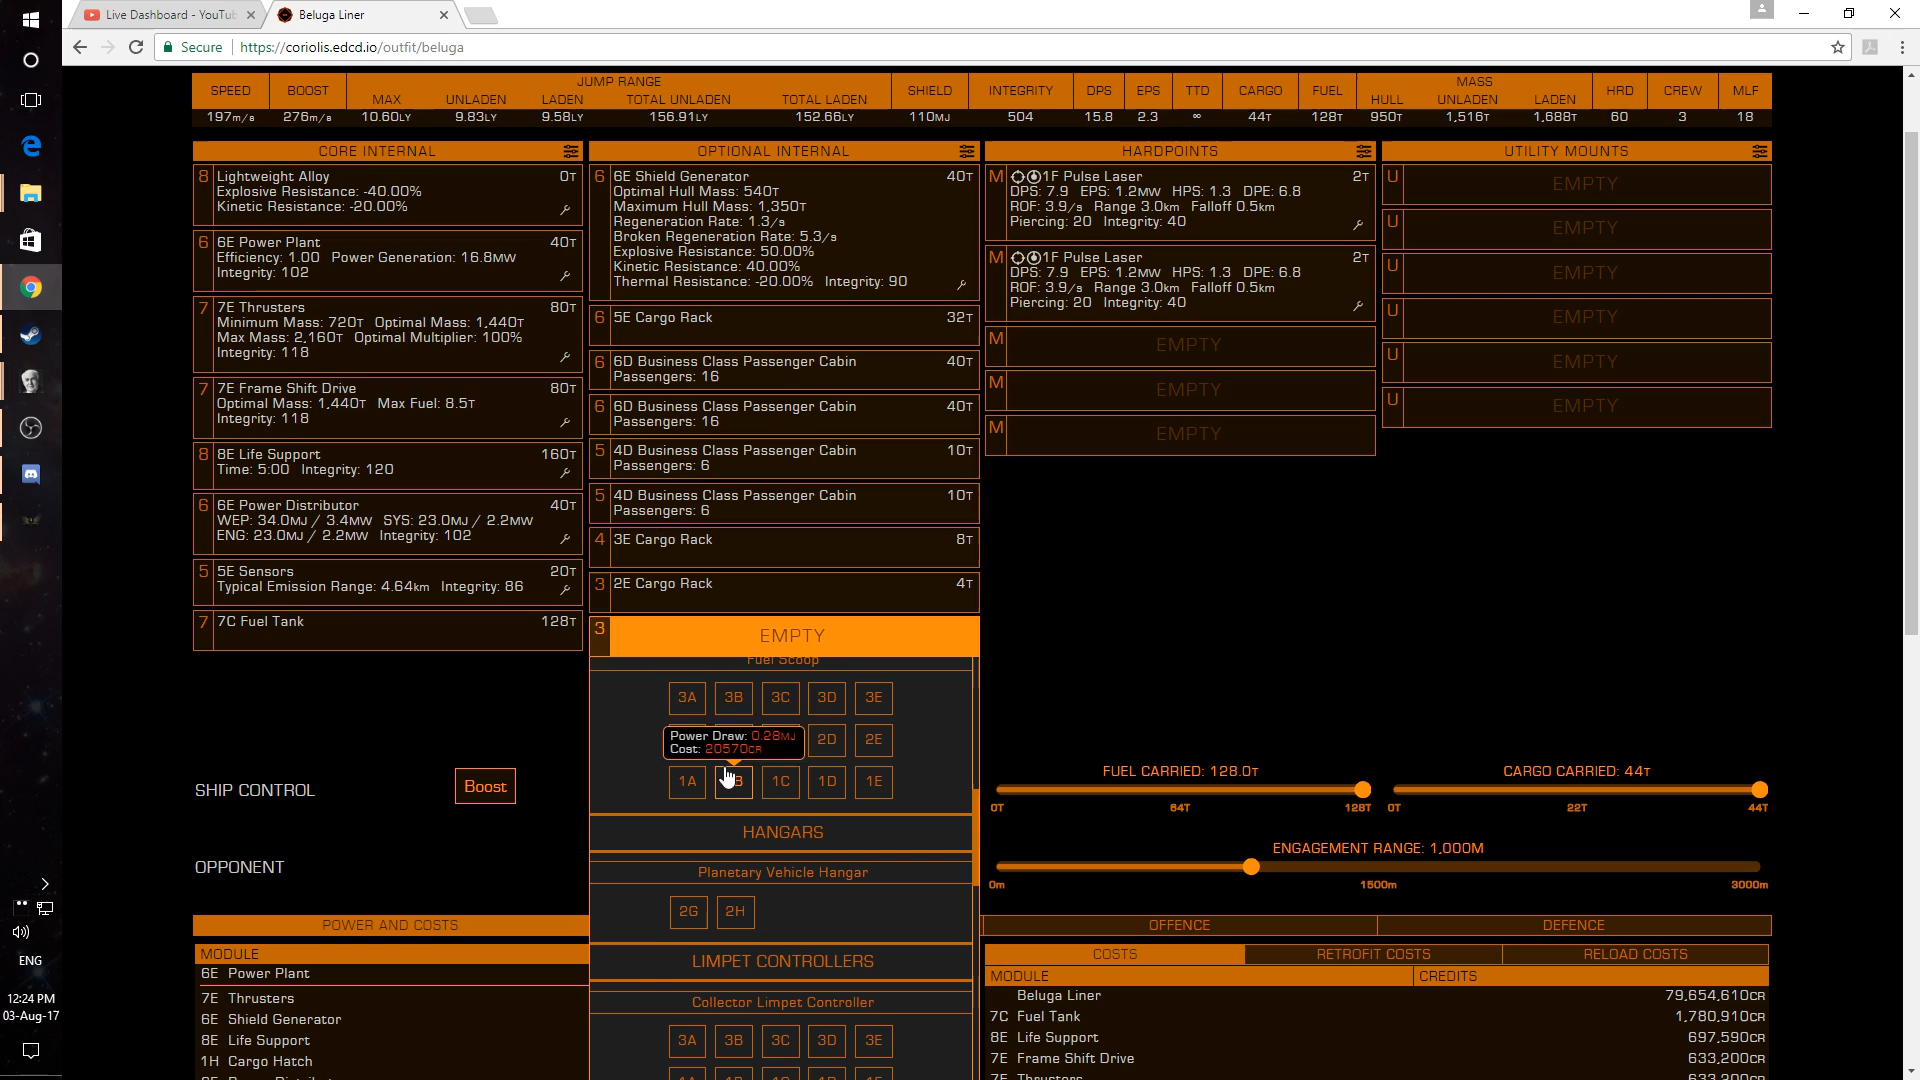 Live Dashboard - YouTu
Beluga Liner
Secure
https://coriolis.edcd.io/outfit/beluga
SPEED BOOST JUMP RANGE SHIELD INTEGRITY DPS EPS TTD CARGO FUEL MASS HRD CREW MLF
MAX UNLADEN LADEN TOTAL UNLADEN TOTAL LADEN HULL UNLADEN LADEN
197m/s 276m/s 10.60LY 9.83LY 9.58LY 156.91LY 152.66LY 110MJ 504 15.8 2.3 ∞ 44T 128T 950T 1,516T 1,688T 60 3 18
CORE INTERNAL
8 Lightweight Alloy 0T
Explosive Resistance: -40.00%
Kinetic Resistance: -20.00%
6 6E Power Plant 40T
Efficiency: 1.00 Power Generation: 16.8MW
Integrity: 102
7 7E Thrusters 80T
Minimum Mass: 720T Optimal Mass: 1,440T
Max Mass: 2,160T Optimal Multiplier: 100%
Integrity: 118
7 7E Frame Shift Drive 80T
Optimal Mass: 1,440T Max Fuel: 8.5T
Integrity: 118
8 8E Life Support 160T
Time: 5:00 Integrity: 120
6 6E Power Distributor 40T
WEP: 34.0MJ / 3.4MW SYS: 23.0MJ / 2.2MW
ENG: 23.0MJ / 2.2MW Integrity: 102
5 5E Sensors 20T
Typical Emission Range: 4.64km Integrity: 86
7 7C Fuel Tank 128T
OPTIONAL INTERNAL
6 6E Shield Generator 40T
Optimal Hull Mass: 540T
Maximum Hull Mass: 1,350T
Regeneration Rate: 1.3/s
Broken Regeneration Rate: 5.3/s
Explosive Resistance: 50.00%
Kinetic Resistance: 40.00%
Thermal Resistance: -20.00% Integrity: 90
6 5E Cargo Rack 32T
6 6D Business Class Passenger Cabin 40T
Passengers: 16
6 6D Business Class Passenger Cabin 40T
Passengers: 16
5 4D Business Class Passenger Cabin 10T
Passengers: 6
5 4D Business Class Passenger Cabin 10T
Passengers: 6
4 3E Cargo Rack 8T
3 2E Cargo Rack 4T
3 EMPTY
Fuel Scoop
3A 3B 3C 3D 3E
Power Draw: 0.28MJ
Cost: 20570CR
2D 2E
1A 1C 1D 1E
HANGARS
Planetary Vehicle Hangar
2G 2H
LIMPET CONTROLLERS
Collector Limpet Controller
3A 3B 3C 3D 3E
HARDPOINTS
M 1F Pulse Laser 2T
DPS: 7.9 EPS: 1.2MW HPS: 1.3 DPE: 6.8
ROF: 3.9/s Range 3.0km Falloff 0.5km
Piercing: 20 Integrity: 40
M 1F Pulse Laser 2T
DPS: 7.9 EPS: 1.2MW HPS: 1.3 DPE: 6.8
ROF: 3.9/s Range 3.0km Falloff 0.5km
Piercing: 20 Integrity: 40
M EMPTY
M EMPTY
M EMPTY
UTILITY MOUNTS
U EMPTY
U EMPTY
U EMPTY
U EMPTY
U EMPTY
U EMPTY
SHIP CONTROL Boost
OPPONENT
FUEL CARRIED: 128.0T
0T 64T 128T
CARGO CARRIED: 44T
0T 22T 44T
ENGAGEMENT RANGE: 1,000M
0m 1500m 3000m
POWER AND COSTS
OFFENCE
DEFENCE
MODULE
6E Power Plant
7E Thrusters
6E Shield Generator
8E Life Support
1H Cargo Hatch
COSTS RETROFIT COSTS RELOAD COSTS
MODULE CREDITS
Beluga Liner 79,654,610CR
7C Fuel Tank 1,780,910CR
8E Life Support 697,590CR
7E Frame Shift Drive 633,200CR
ENG
12:24 PM
03-Aug-17